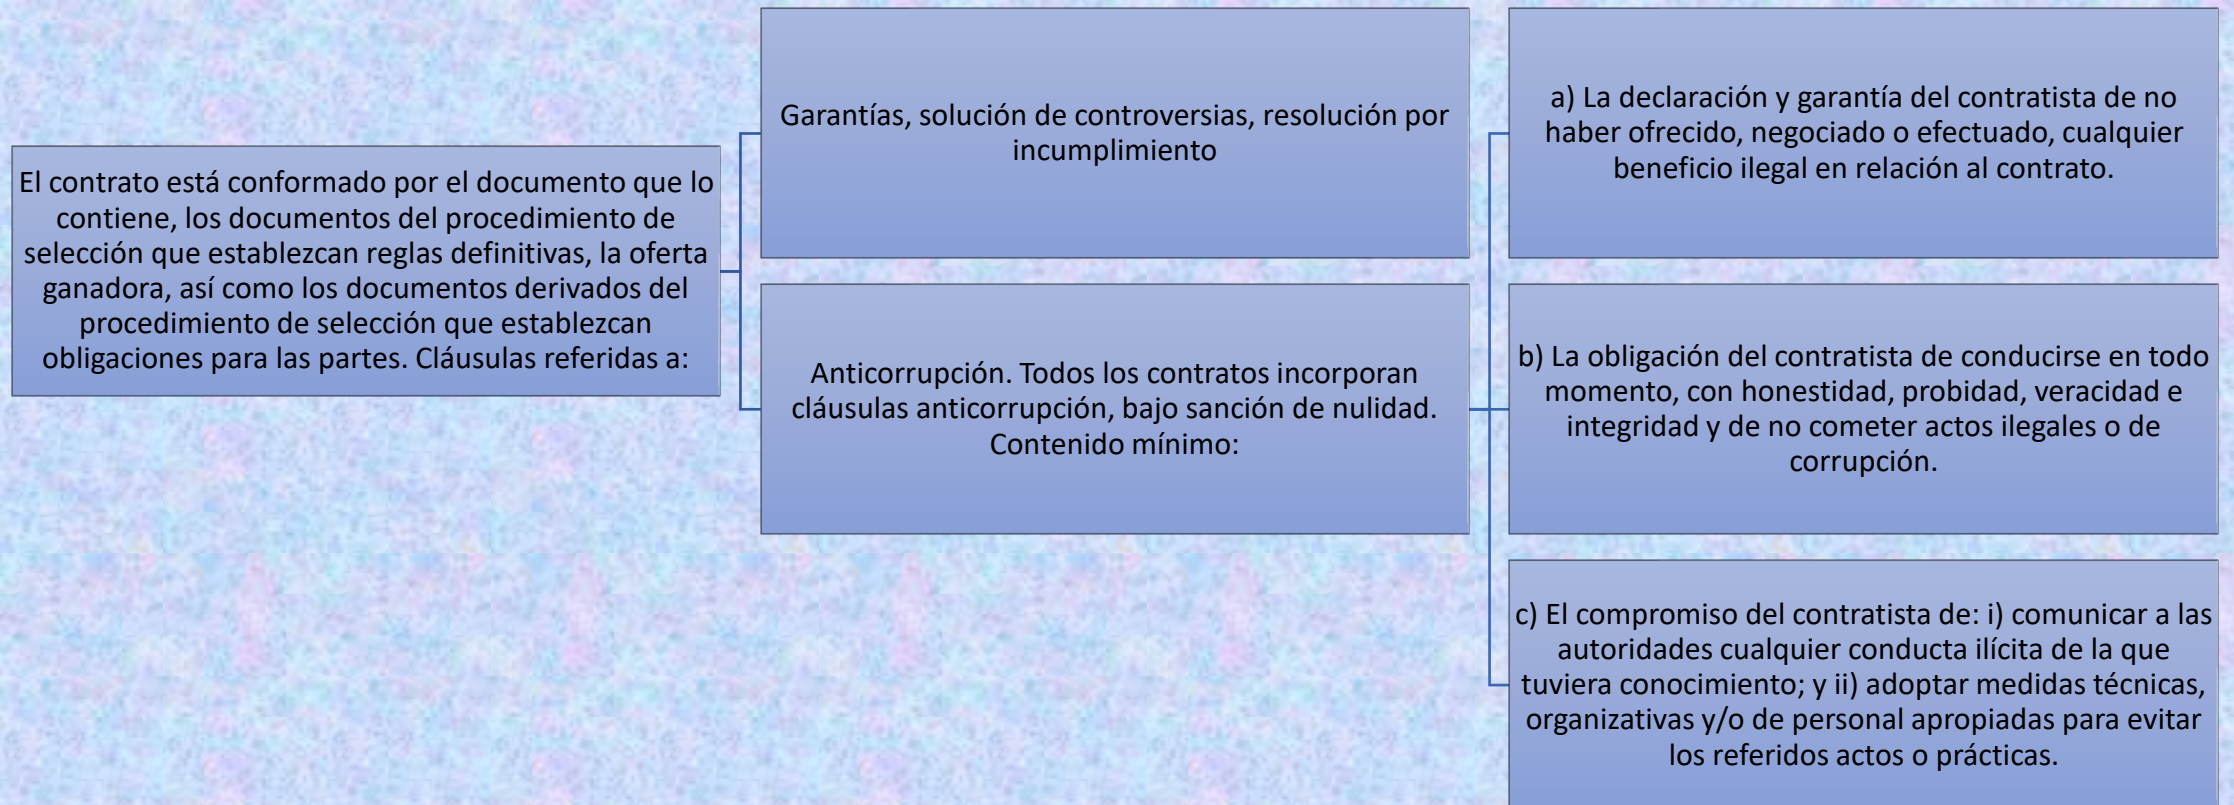 El contrato está conformado por el documento que lo
contiene, los documentos del procedimiento de
selección que establezcan reglas definitivas, la oferta
ganadora, así como los documentos derivados del
procedimiento de selección que establezcan
obligaciones para las partes. Cláusulas referidas a:
Garantías, solución de controversias, resolución por
incumplimiento
Anticorrupción. Todos los contratos incorporan
cláusulas anticorrupción, bajo sanción de nulidad.
Contenido mínimo:
a) La declaración y garantía del contratista de no
haber ofrecido, negociado o efectuado, cualquier
beneficio ilegal en relación al contrato.
b) La obligación del contratista de conducirse en todo
momento, con honestidad, probidad, veracidad e
integridad y de no cometer actos ilegales o de
corrupción.
c) El compromiso del contratista de: i) comunicar a las
autoridades cualquier conducta ilícita de la que
tuviera conocimiento; y ii) adoptar medidas técnicas,
organizativas y/o de personal apropiadas para evitar
los referidos actos o prácticas.